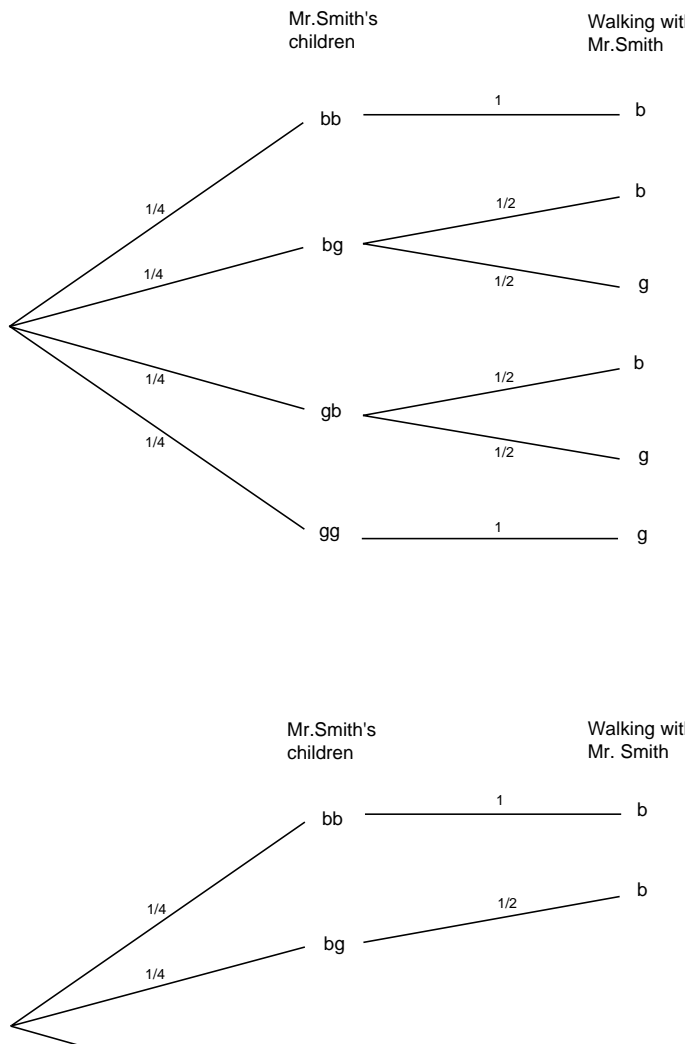 Mr.Smith's
children
Walking
Mr.Smith
1
bb
b
1/4
1/2
b
bg
1/4
1/2
g
1/4
1/2
b
gb
1/4
1/2
g
gg
1
g
Mr.Smith's
children
Walking
Mr. Smith
1
bb
b
1/4
1/2
b
bg
1/4